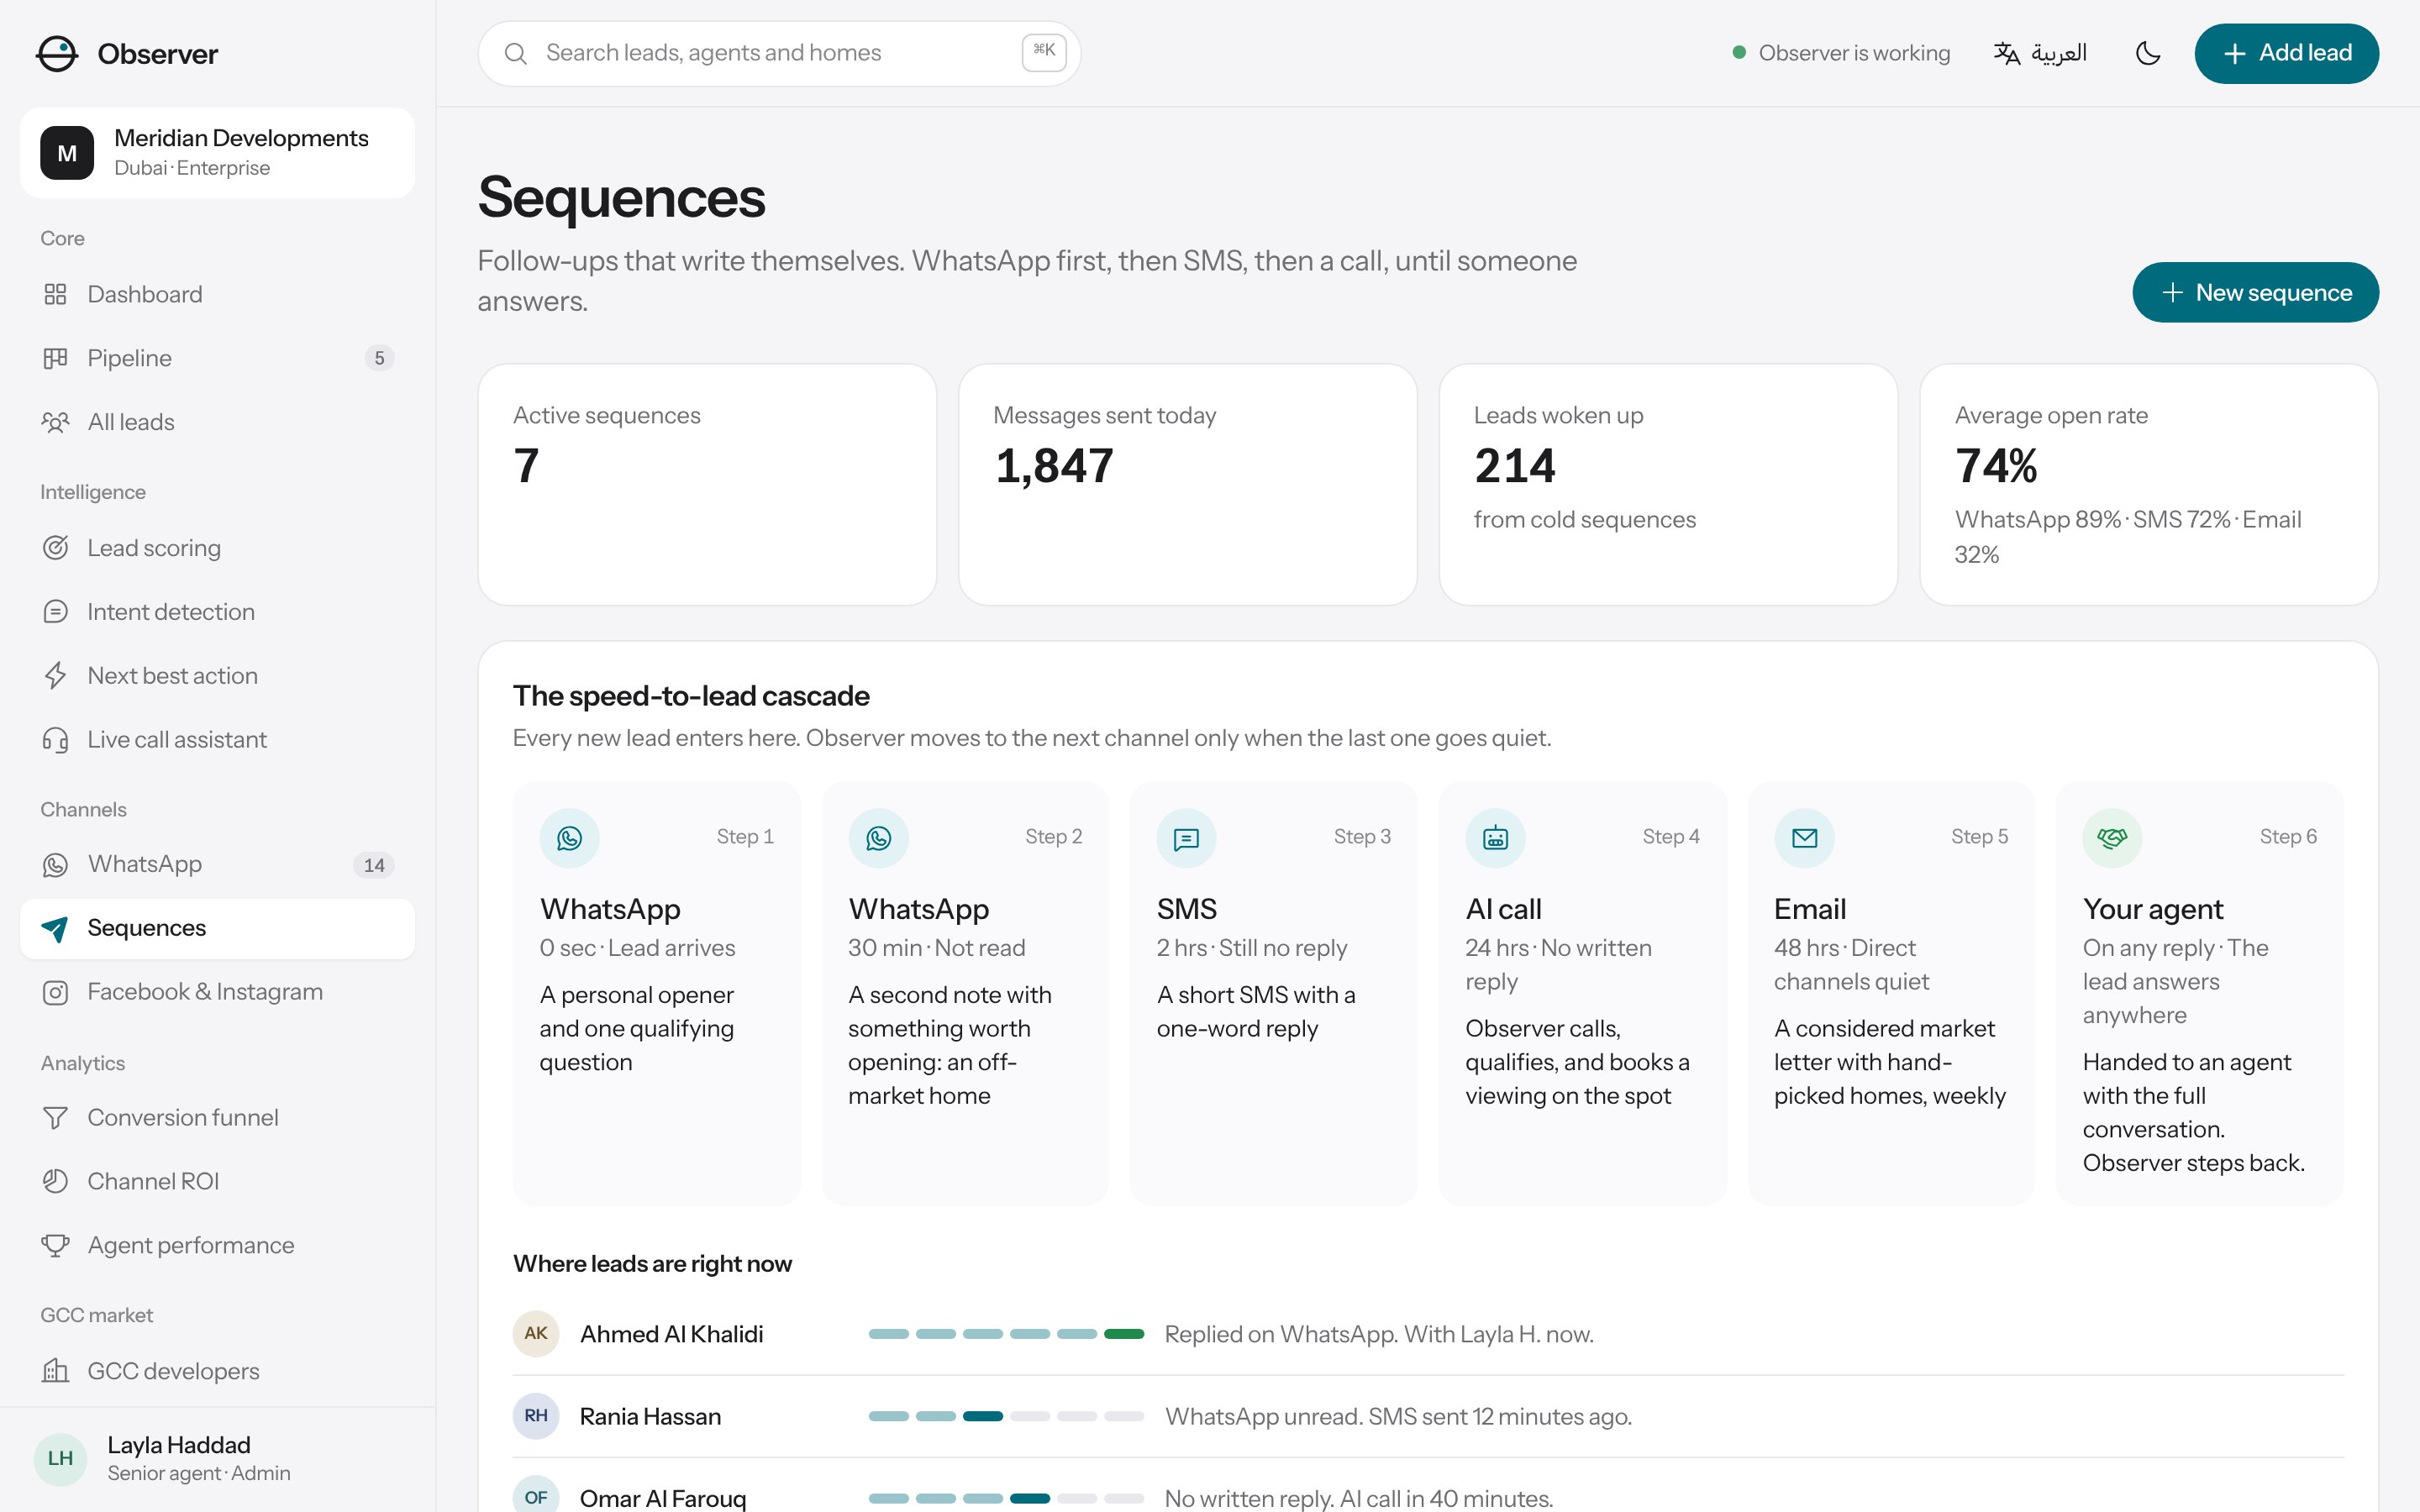 Observer
M
Meridian Developments
Dubai · Enterprise
Core
Dashboard
Pipeline
5
All leads
Intelligence
Lead scoring
Intent detection
Next best action
Live call assistant
Channels
WhatsApp
14
Sequences
Facebook & Instagram
Analytics
Conversion funnel
Channel ROI
Agent performance
GCC market
GCC developers
LH
Layla Haddad
Senior agent · Admin
Search leads, agents and homes
⌘K
Observer is working
العربية
Add lead
Sequences
Follow-ups that write themselves. WhatsApp first, then SMS, then a call, until someone
answers.
New sequence
Active sequences
7
Messages sent today
1,847
Leads woken up
214
from cold sequences
Average open rate
74%
WhatsApp 89% · SMS 72% · Email
32%
The speed-to-lead cascade
Every new lead enters here. Observer moves to the next channel only when the last one goes quiet.
Step 1
WhatsApp
0 sec · Lead arrives
A personal opener
and one qualifying
question
Step 2
WhatsApp
30 min · Not read
A second note with
something worth
opening: an off-
market home
Step 3
SMS
2 hrs · Still no reply
A short SMS with a
one-word reply
Step 4
AI call
24 hrs · No written
reply
Observer calls,
qualifies, and books a
viewing on the spot
Step 5
Email
48 hrs · Direct
channels quiet
A considered market
letter with hand-
picked homes, weekly
Step 6
Your agent
On any reply · The
lead answers
anywhere
Handed to an agent
with the full
conversation.
Observer steps back.
Where leads are right now
AK
Ahmed Al Khalidi
Replied on WhatsApp. With Layla H. now.
RH
Rania Hassan
WhatsApp unread. SMS sent 12 minutes ago.
OF
Omar Al Farouq
No written reply. AI call in 40 minutes.